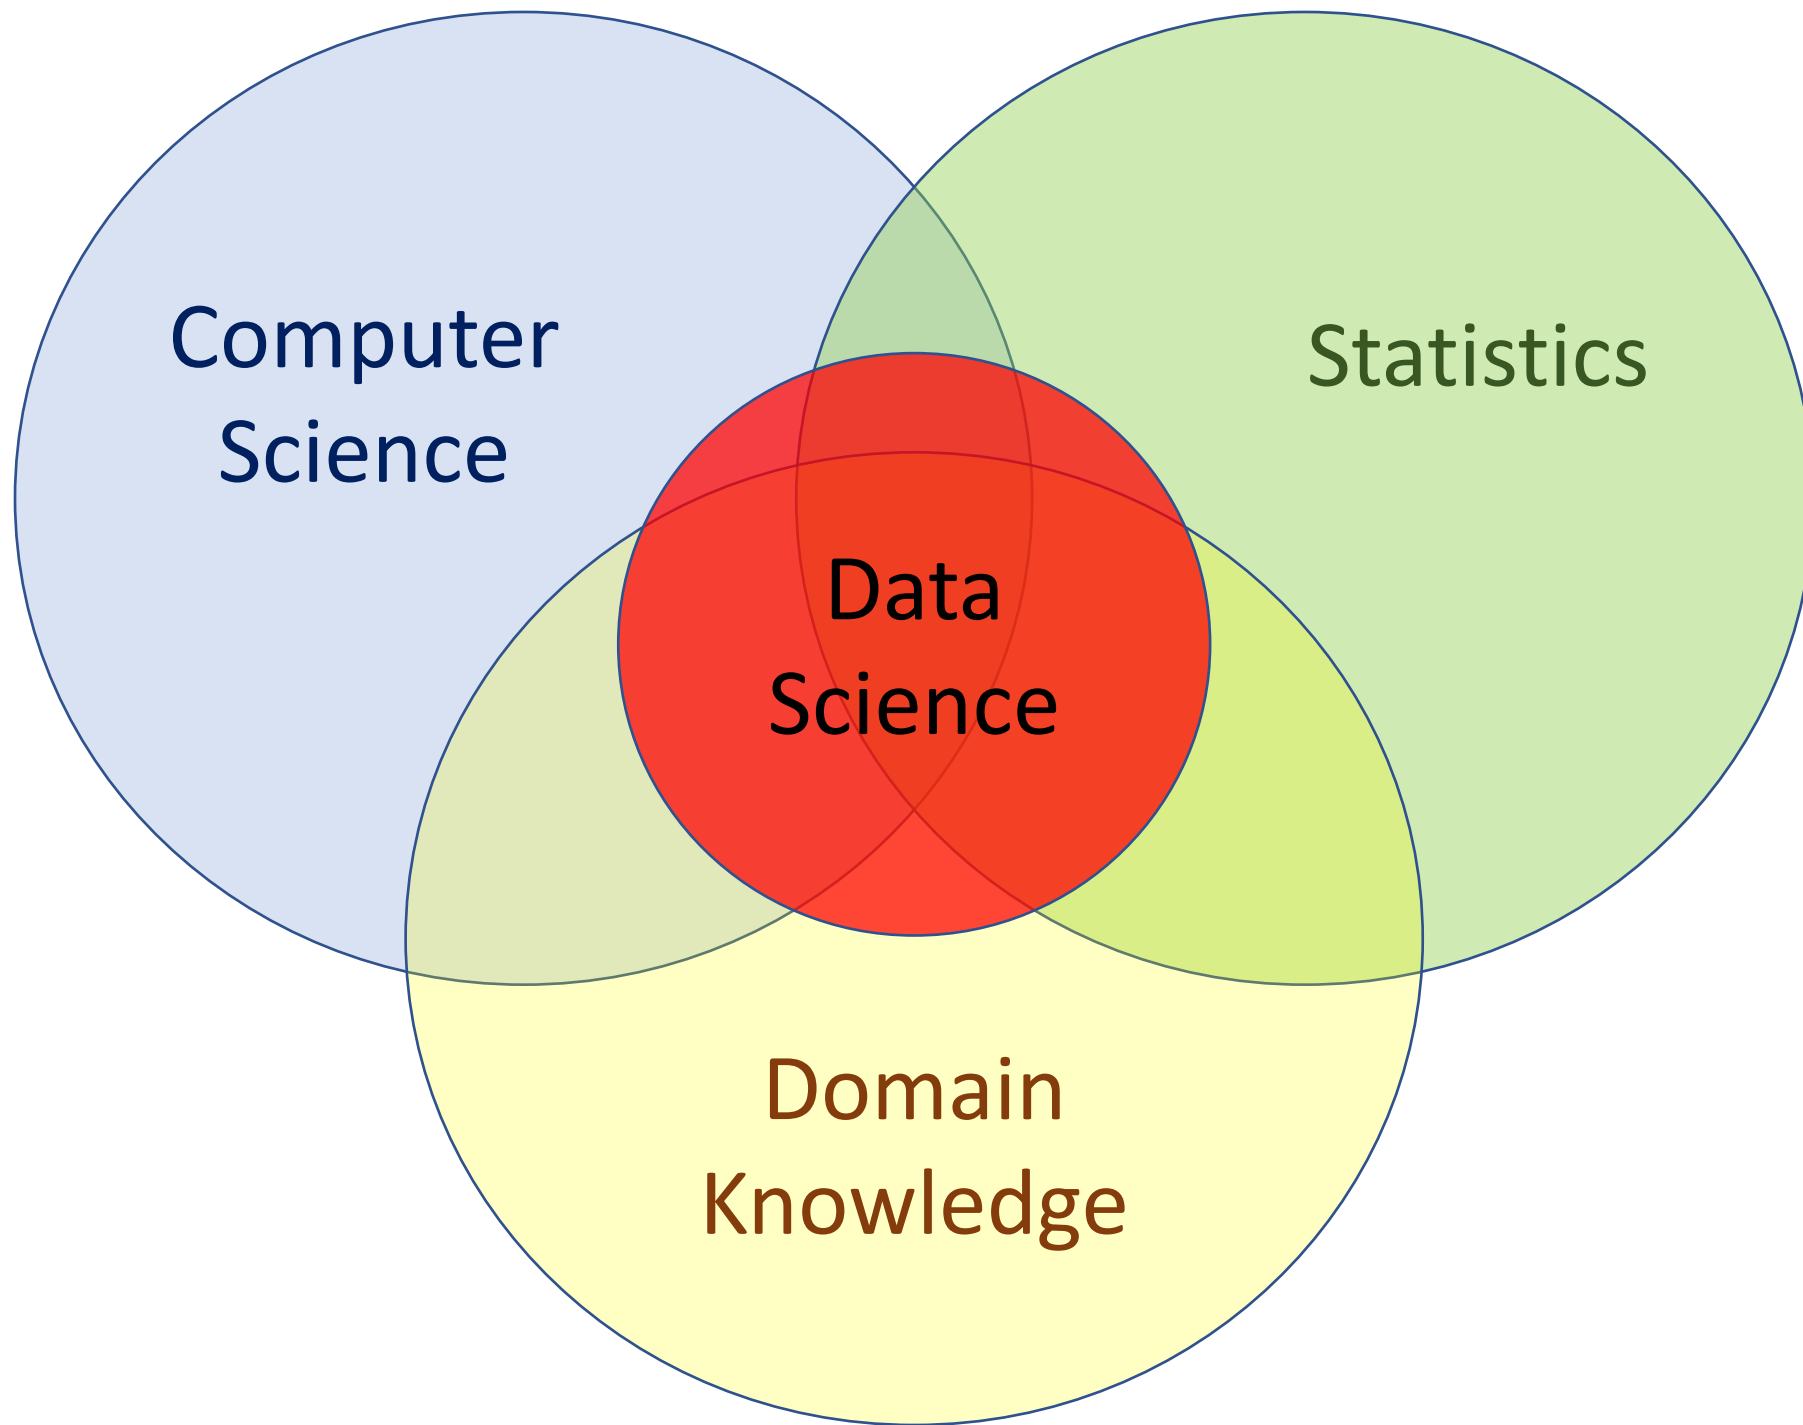 Computer
Science
Statistics
Data
Science
Domain
Knowledge